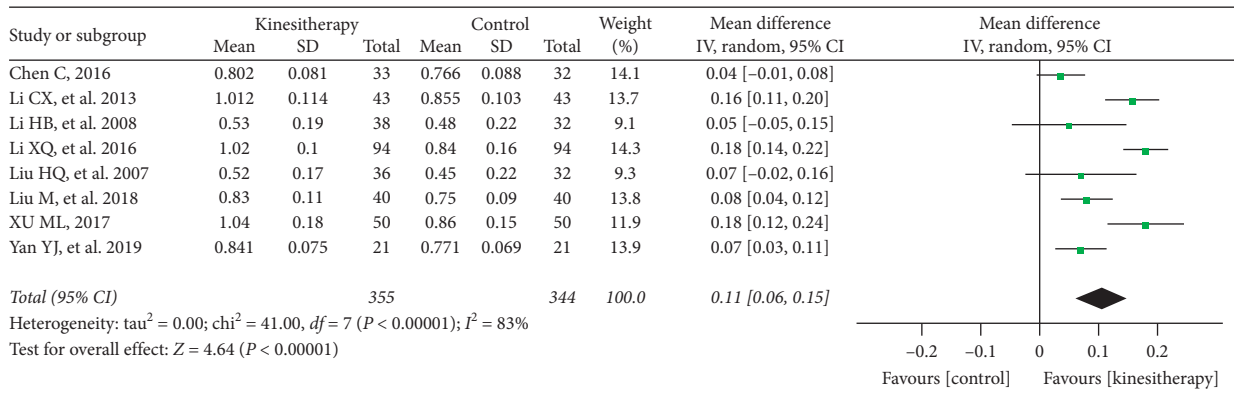 Study or subgroup Kinesitherapy Control Weight (%) Mean difference IV, random, 95% CI Mean difference IV, random, 95% CI
Mean SD Total Mean SD Total
Chen C, 2016 0.802 0.081 33 0.766 0.088 32 14.1 0.04 [–0.01, 0.08]
Li CX, et al. 2013 1.012 0.114 43 0.855 0.103 43 13.7 0.16 [0.11, 0.20]
Li HB, et al. 2008 0.53 0.19 38 0.48 0.22 32 9.1 0.05 [–0.05, 0.15]
Li XQ, et al. 2016 1.02 0.1 94 0.84 0.16 94 14.3 0.18 [0.14, 0.22]
Liu HQ, et al. 2007 0.52 0.17 36 0.45 0.22 32 9.3 0.07 [–0.02, 0.16]
Liu M, et al. 2018 0.83 0.11 40 0.75 0.09 40 13.8 0.08 [0.04, 0.12]
XU ML, 2017 1.04 0.18 50 0.86 0.15 50 11.9 0.18 [0.12, 0.24]
Yan YJ, et al. 2019 0.841 0.075 21 0.771 0.069 21 13.9 0.07 [0.03, 0.11]
Total (95% CI) 355 344 100.0 0.11 [0.06, 0.15]
Heterogeneity: tau² = 0.00; chi² = 41.00, df = 7 (P < 0.00001); I² = 83%
Test for overall effect: Z = 4.64 (P < 0.00001)
–0.2 –0.1 0 0.1 0.2
Favours [control] Favours [kinesitherapy]